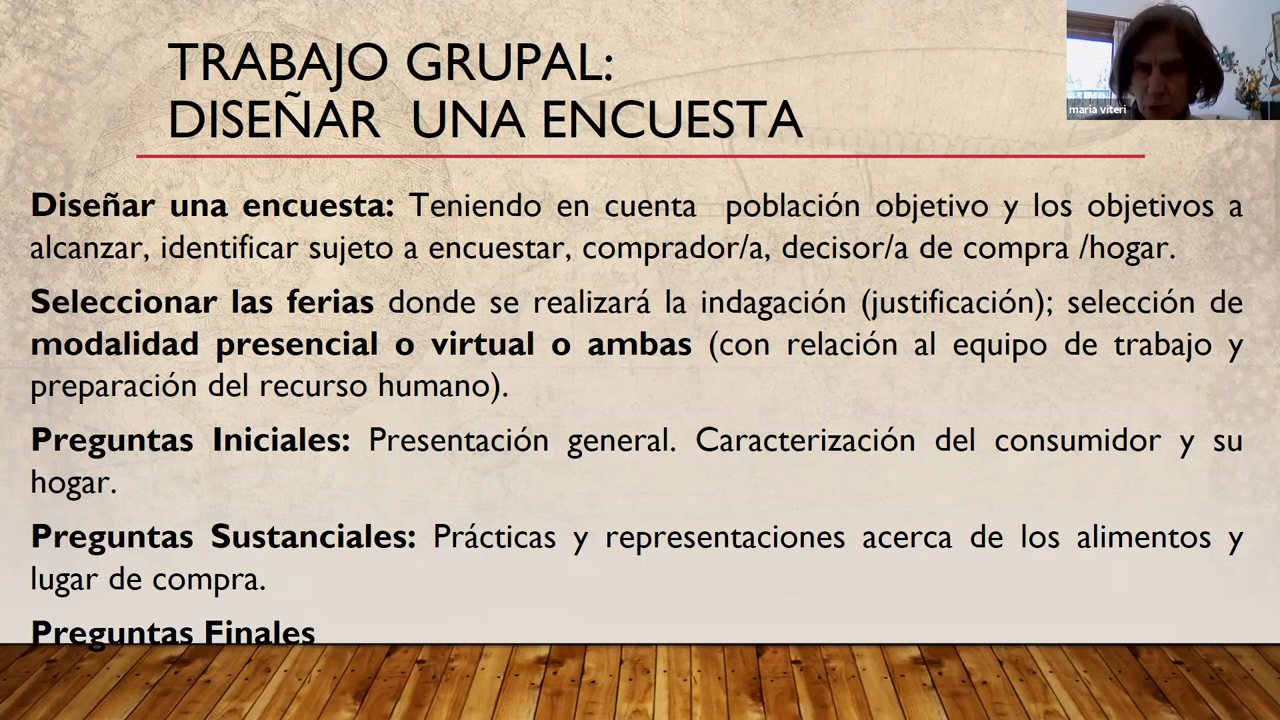 TRABAJO GRUPAL:
DISEÑAR UNA ENCUESTA
maria viteri
Diseñar una encuesta: Teniendo en cuenta población objetivo y los objetivos a
alcanzar, identificar sujeto a encuestar, comprador/a, decisor/a de compra /hogar.
Seleccionar las ferias donde se realizará la indagación (justificación); selección de
modalidad presencial o virtual o ambas (con relación al equipo de trabajo y
preparación del recurso humano).
Preguntas Iniciales: Presentación general. Caracterización del consumidor y su
hogar.
Preguntas Sustanciales: Prácticas y representaciones acerca de los alimentos y
lugar de compra.
Preguntas Finales